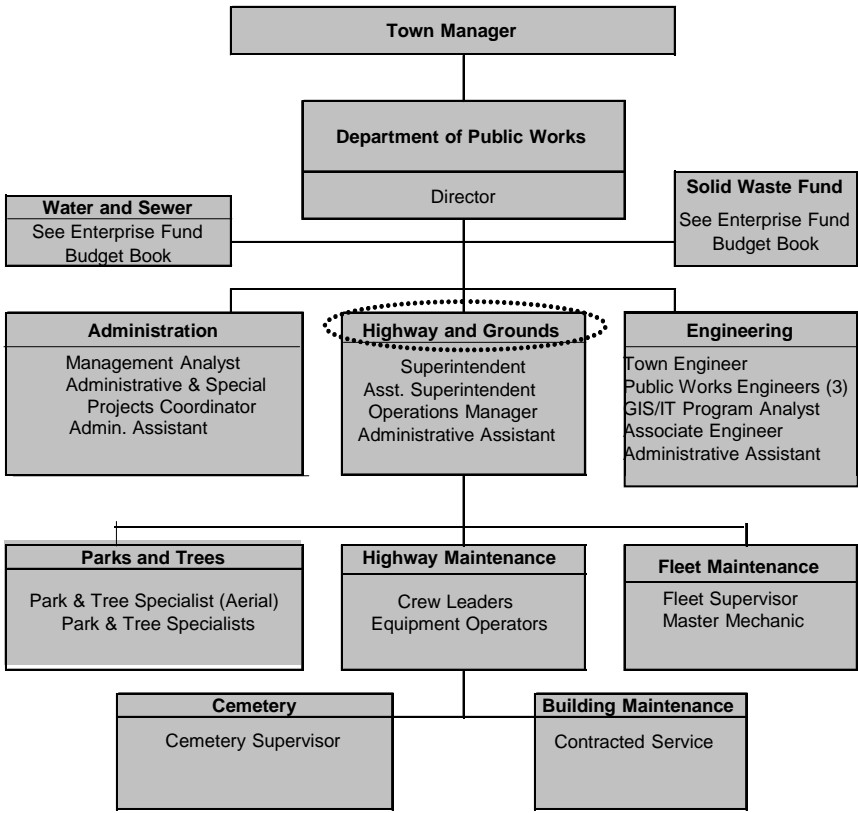 Town Manager
Department of Public Works
Director
Water and Sewer
See Enterprise Fund
Budget Book
Solid Waste Fund
See Enterprise Fund
Budget Book
Administration
Management Analyst
Administrative & Special
Projects Coordinator
Admin. Assistant
Highway and Grounds
Superintendent
Asst. Superintendent
Operations Manager
Administrative Assistant
Engineering
Town Engineer
Public Works Engineers (3)
GIS/IT Program Analyst
Associate Engineer
Administrative Assistant
Parks and Trees
Park & Tree Specialist (Aerial)
Park & Tree Specialists
Highway Maintenance
Crew Leaders
Equipment Operators
Fleet Maintenance
Fleet Supervisor
Master Mechanic
Cemetery
Cemetery Supervisor
Building Maintenance
Contracted Service